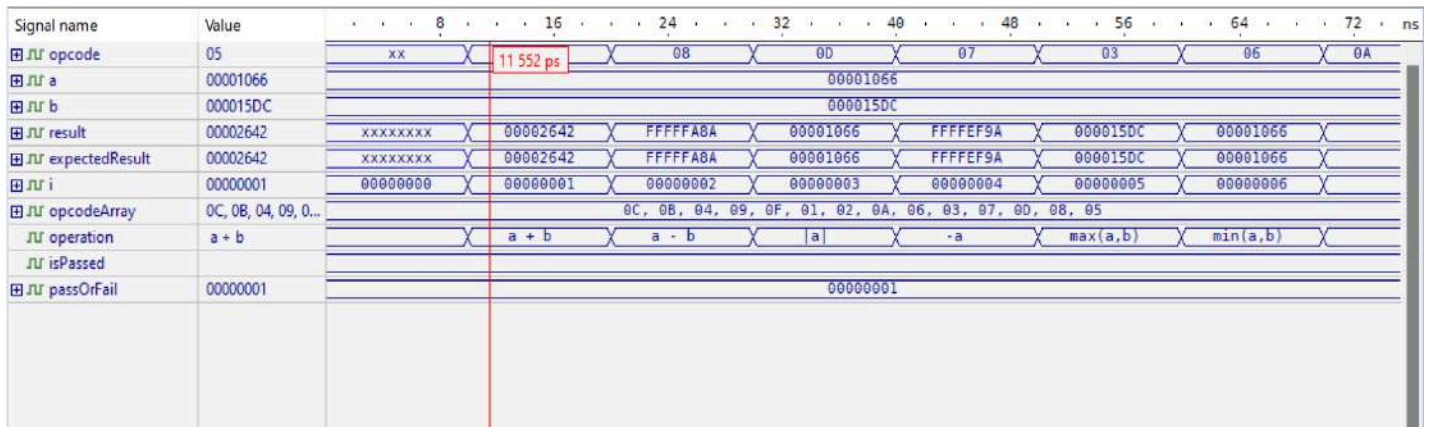 Signal name Value 8 16 24 32 40 48 56 64 72 ns
opcode 05 xx 11 552 ps 08 0D 07 03 06 0A
a 00001066 00001066
b 000015DC 000015DC
result 00002642 xxxxxxxx 00002642 FFFFFA8A 00001066 FFFFEF9A 000015DC 00001066
expectedResult 00002642 xxxxxxxx 00002642 FFFFFA8A 00001066 FFFFEF9A 000015DC 00001066
i 00000001 00000000 00000001 00000002 00000003 00000004 00000005 00000006
opcodeArray 0C, 0B, 04, 09, 0... 0C, 0B, 04, 09, 0F, 01, 02, 0A, 06, 03, 07, 0D, 08, 05
operation a + b a + b a - b |a| -a max(a,b) min(a,b)
isPassed
passOrFail 00000001 00000001